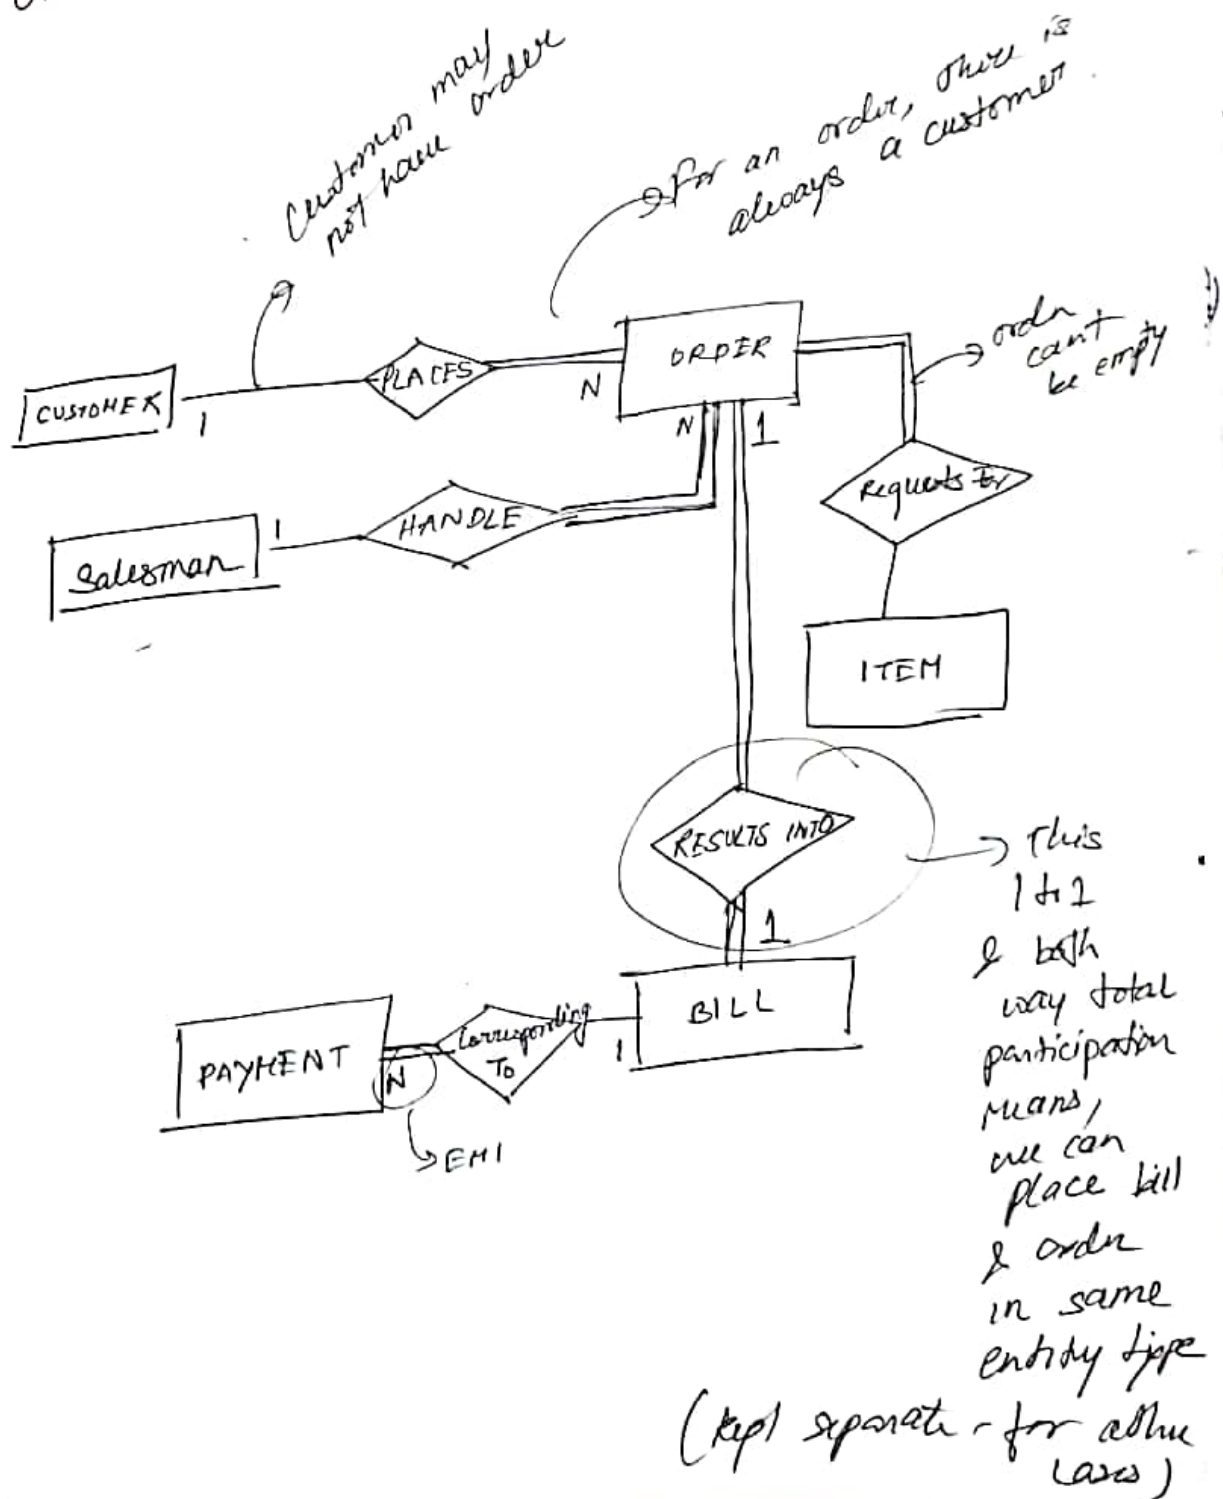 Customer may
not have order
For an order, there is
always a customer
order
can't
be empty
CUSTOMER
1
PLACES
N
ORDER
N
1
Requests for
Salesman
1
HANDLE
ITEM
RESULTS INTO
1
This
1 to 1
& both
way total
participation
means,
we can
place bill
& order
in same
entity type
(kept separate - for
cases)
BILL
1
Corresponding
To
N
PAYMENT
EMI